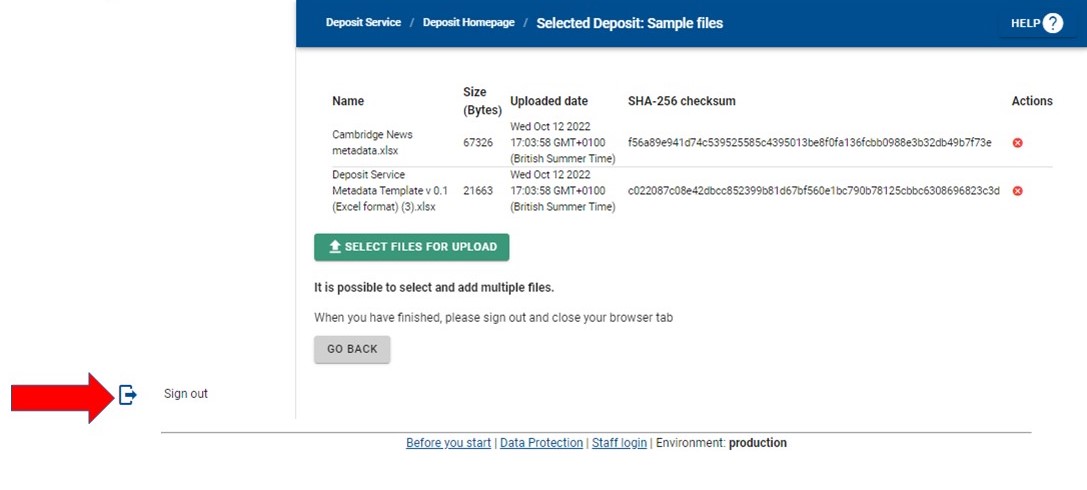 Deposit Service / Deposit Homepage / Selected Deposit: Sample files
HELP ?
Name Size (Bytes) Uploaded date SHA-256 checksum Actions
Cambridge News
metadata.xlsx
67326
Wed Oct 12 2022
17:03:58 GMT+0100
(British Summer Time)
f56a89e941d74c539525585c4395013be8f0fa136fcbb0988e3b32db49b7f73e
Deposit Service
Metadata Template v 0.1
(Excel format) (3).xlsx
21663
Wed Oct 12 2022
17:03:58 GMT+0100
(British Summer Time)
c022087c08e42dbcc852399b81d67bf560e1bc790b78125cbbc6308696823c3d
SELECT FILES FOR UPLOAD
It is possible to select and add multiple files.
When you have finished, please sign out and close your browser tab
GO BACK
Sign out
Before you start | Data Protection | Staff login | Environment: production